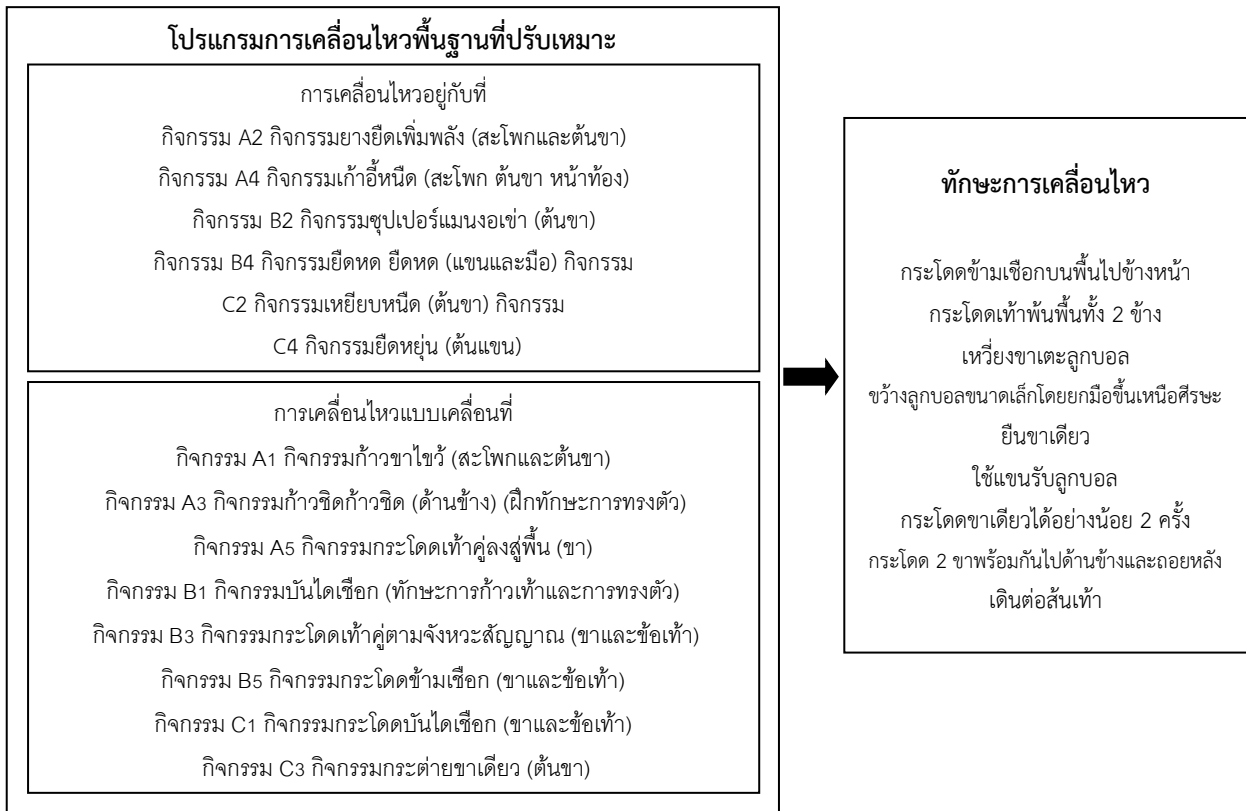 โปรแกรมการเคลื่อนไหวพื้นฐานที่ปรับเหมาะ
การเคลื่อนไหวอยู่กับที่
กิจกรรม A2 กิจกรรมยางยืดเพิ่มพลัง (สะโพกและต้นขา)
กิจกรรม A4 กิจกรรมเก้าอี้หนืด (สะโพก ต้นขา หน้าท้อง)
กิจกรรม B2 กิจกรรมซุปเปอร์แมนงอเข่า (ต้นขา)
กิจกรรม B4 กิจกรรมยืดหด ยืดหด (แขนและมือ) กิจกรรม
C2 กิจกรรมเหยียบหนืด (ต้นขา) กิจกรรม
C4 กิจกรรมยืดหยุ่น (ต้นแขน)
การเคลื่อนไหวแบบเคลื่อนที่
กิจกรรม A1 กิจกรรมก้าวขาไขว้ (สะโพกและต้นขา)
กิจกรรม A3 กิจกรรมก้าวชิดก้าวชิด (ด้านข้าง) (ฝึกทักษะการทรงตัว)
กิจกรรม A5 กิจกรรมกระโดดเท้าคู่ลงสู่พื้น (ขา)
กิจกรรม B1 กิจกรรมบันไดเชือก (ทักษะการก้าวเท้าและการทรงตัว)
กิจกรรม B3 กิจกรรมกระโดดเท้าคู่ตามจังหวะสัญญาณ (ขาและข้อเท้า)
กิจกรรม B5 กิจกรรมกระโดดข้ามเชือก (ขาและข้อเท้า)
กิจกรรม C1 กิจกรรมกระโดดบันไดเชือก (ขาและข้อเท้า)
กิจกรรม C3 กิจกรรมกระต่ายขาเดียว (ต้นขา)
ทักษะการเคลื่อนไหว
กระโดดข้ามเชือกบนพื้นไปข้างหน้า
กระโดดเท้าพ้นพื้นทั้ง 2 ข้าง
เหวี่ยงขาเตะลูกบอล
ขว้างลูกบอลขนาดเล็กโดยยกมือขึ้นเหนือศีรษะ
ยืนขาเดียว
ใช้แขนรับลูกบอล
กระโดดขาเดียวได้อย่างน้อย 2 ครั้ง
กระโดด 2 ขาพร้อมกันไปด้านข้างและถอยหลัง
เดินต่อส้นเท้า